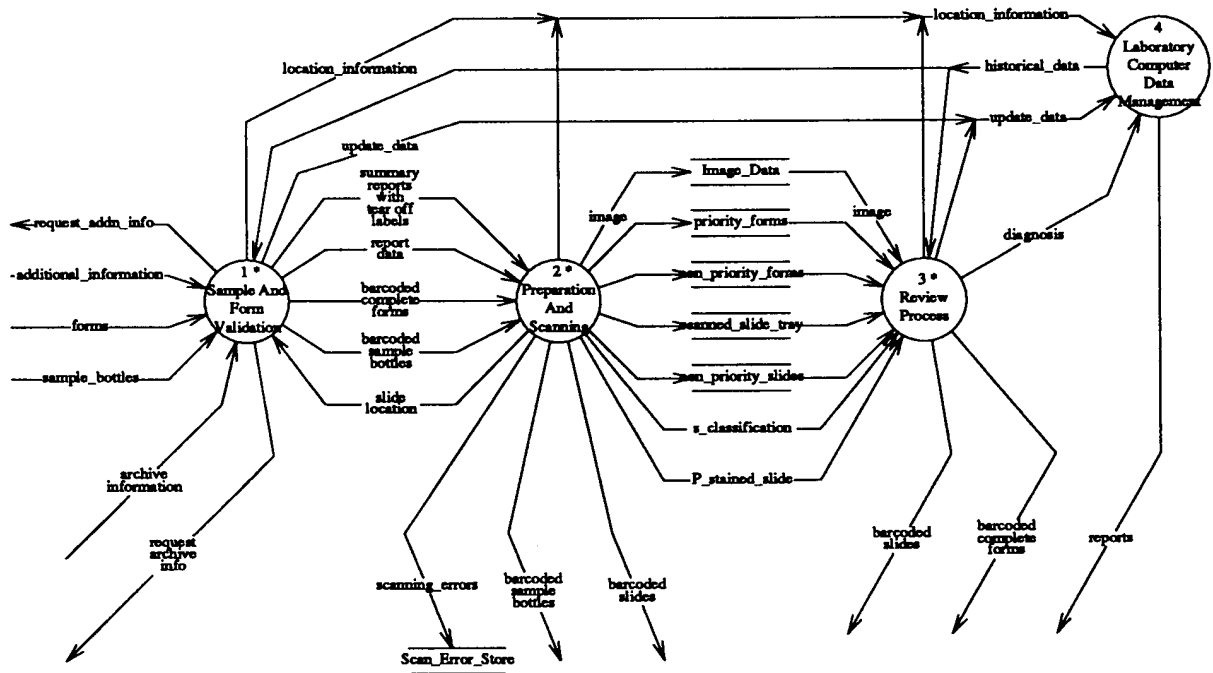 location_information
4
Laboratory
Computer
Data
Management
location_information
historical_data
update_data
update_data
summary
reports
with
tear off
labels
Image_Data
image
priority_forms
image
request_addn_info
report
data
diagnosis
additional_information
1 *
Sample And
Form
Validation
barcoded
complete
forms
2 *
Preparation
And
Scanning
non_priority_forms
3 *
Review
Process
forms
scanned_slide_tray
barcoded
sample
bottles
sample_bottles
non_priority_slides
slide
location
s_classification
archive
information
P_stained_slide
request
archive
info
barcoded
slides
barcoded
complete
forms
reports
scanning_errors
barcoded
sample
bottles
barcoded
slides
Scan_Error_Store